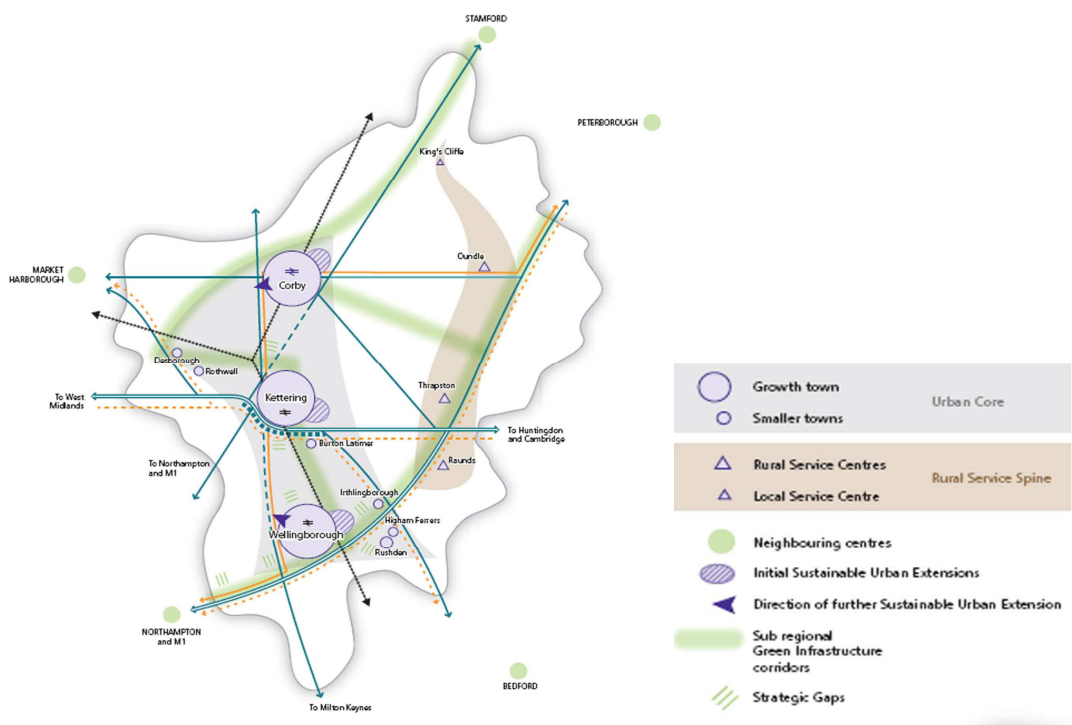 STAMFORD
PETERBOROUGH
King's Cliffe
Oundle
MARKET
HARBOROUGH
Corby
Desborough
Rothwell
Thrapston
Kettering
To West
Midlands
To Huntingdon
and Cambridge
Burton Latimer
To Northampton
and M1
Raunds
Irthlingborough
Higham Ferrers
Wellingborough
Rushden
NORTHAMPTON
and M1
BEDFORD
To Milton Keynes
Growth town
Urban Core
Smaller towns
Rural Service Centres
Rural Service Spine
Local Service Centre
Neighbouring centres
Initial Sustainable Urban Extensions
Direction of further Sustainable Urban Extension
Sub regional
Green Infrastructure
corridors
Strategic Gaps